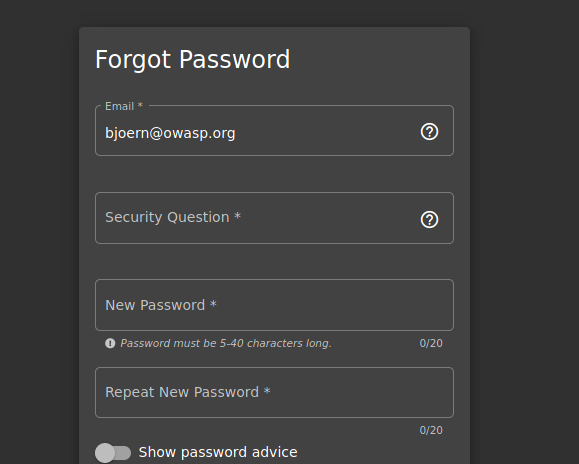 Forgot Password
Email *
bjoern@owasp.org
Security Question *
New Password *
Password must be 5-40 characters long. 0/20
Repeat New Password *
0/20
Show password advice